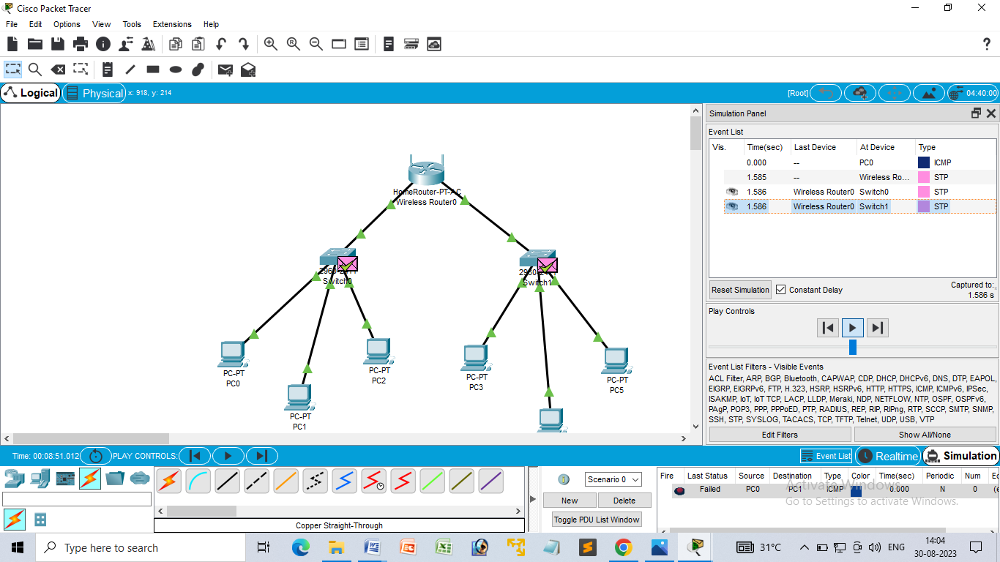 Cisco Packet Tracer
File Edit Options View Tools Extensions Help
?
Logical Physical x: 918, y: 214 [Root] 04:40:00
HomeRouter-PT-AC
Wireless Router0
Switch0
Switch1
PC-PT
PC0
PC-PT
PC1
PC-PT
PC2
PC-PT
PC3
PC-PT
PC5
Simulation Panel
Event List
Vis. Time(sec) Last Device At Device Type
0.000 -- PC0 ICMP
1.585 -- Wireless Ro... STP
1.586 Wireless Router0 Switch0 STP
1.586 Wireless Router0 Switch1 STP
Reset Simulation Constant Delay Captured to:
1.586 s
Play Controls
Event List Filters - Visible Events
ACL Filter, ARP, BGP, Bluetooth, CAPWAP, CDP, DHCP, DHCPv6, DNS, DTP, EAPOL,
EIGRP, EIGRPv6, FTP, H.323, HSRP, HSRPv6, HTTP, HTTPS, ICMP, ICMPv6, IPSec,
ISAKMP, IoT, IoT TCP, LACP, LLDP, Meraki, NDP, NETFLOW, NTP, OSPF, OSPFv6,
PAgP, POP3, PPP, PPPoED, PTP, RADIUS, REP, RIP, RIPng, RTP, SCCP, SMTP, SNMP,
SSH, STP, SYSLOG, TACACS, TCP, TFTP, Telnet, UDP, USB, VTP
Edit Filters Show All/None
Time: 00:08:51.012 PLAY CONTROLS: Event List Realtime Simulation
Copper Straight-Through
Scenario 0
New Delete
Toggle PDU List Window
Fire Last Status Source Destination Type Color Time(sec) Periodic Num
Failed PC0 PC1 ICMP 0.000 N 0
Activate Windows
Go to Settings to activate Windows.
Type here to search
31°C ENG 14:04
30-08-2023